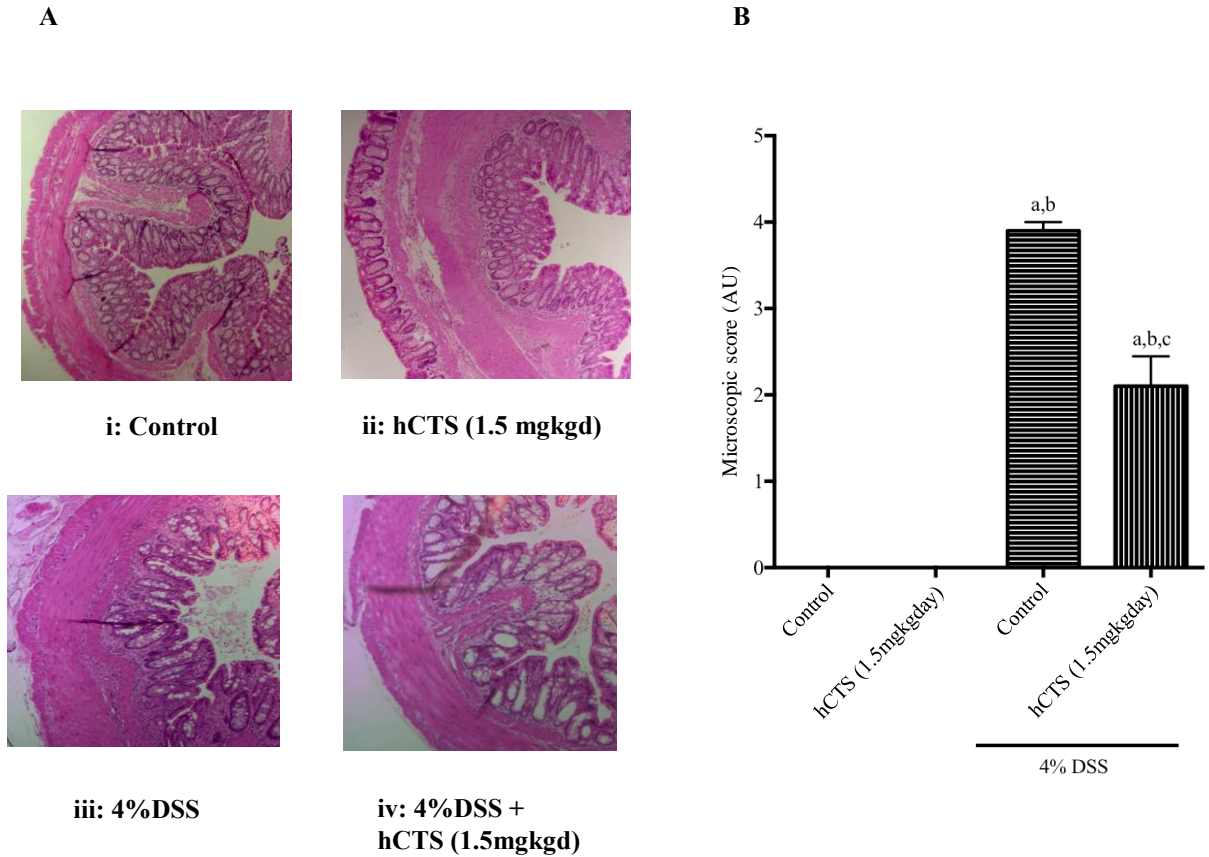 A
B
i: Control
ii: hCTS (1.5 mgkgd)
iii: 4%DSS
iv: 4%DSS +
hCTS (1.5mgkgd)
Microscopic score (AU)
5
4
3
2
1
0
a,b
a,b,c
Control
hCTS (1.5mgkgday)
Control
hCTS (1.5mgkgday)
4% DSS